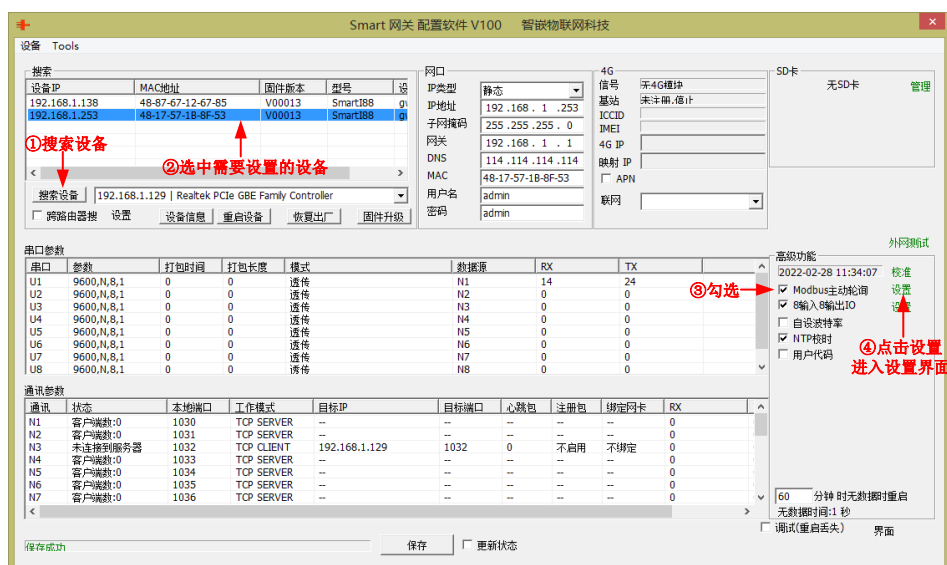 Smart 网关 配置软件 V100 智嵌物联网科技
设备 Tools
搜索
设备IP MAC地址 固件版本 型号 设
192.168.1.138 48-87-67-12-67-85 V00013 SmartI88
192.168.1.253 48-17-57-1B-8F-53 V00013 SmartI88
①搜索设备
②选中需要设置的设备
搜索设备 192.168.1.129 | Realtek PCIe GBE Family Controller
跨路由器搜 设置 设备信息 重启设备 恢复出厂 固件升级
网口
IP类型 静态
IP地址 192 .168 . 1 .253
子网掩码 255 .255 .255 . 0
网关 192 .168 . 1 . 1
DNS 114 .114 .114 .114
MAC 48-17-57-1B-8F-53
用户名 admin
密码 admin
4G
信号 无4G模块
基站 未注册,信止
ICCID
IMEI
4G IP
映射 IP
APN
联网
SD卡
无SD卡 管理
外网测试
串口参数
串口 参数 打包时间 打包长度 模式 数据源 RX TX
U1 9600,N,8,1 0 0 透传 N1 14 24
U2 9600,N,8,1 0 0 透传 N2 0 0
U3 9600,N,8,1 0 0 透传 N3 0 0
U4 9600,N,8,1 0 0 透传 N4 0 0
U5 9600,N,8,1 0 0 透传 N5 0 0
U6 9600,N,8,1 0 0 透传 N6 0 0
U7 9600,N,8,1 0 0 透传 N7 0 0
U8 9600,N,8,1 0 0 透传 N8 0 0
高级功能
2022-02-28 11:34:07 校准
③勾选
Modbus主动轮询 设置
8输入8输出IO 设置
自设波特率
NTP校时
用户代码
④点击设置
进入设置界面
通讯参数
通讯 状态 本地端口 工作模式 目标IP 目标端口 心跳包 注册包 绑定网卡 RX
N1 客户端数:0 1030 TCP SERVER -- -- -- -- -- 0
N2 客户端数:0 1031 TCP SERVER -- -- -- -- -- 0
N3 未连接到服务器 1032 TCP CLIENT 192.168.1.129 1032 0 不启用 不绑定 0
N4 客户端数:0 1033 TCP SERVER -- -- -- -- -- 0
N5 客户端数:0 1034 TCP SERVER -- -- -- -- -- 0
N6 客户端数:0 1035 TCP SERVER -- -- -- -- -- 0
N7 客户端数:0 1036 TCP SERVER -- -- -- -- -- 0
60 分钟 时无数据时重启
无数据时间:1 秒
调试(重启丢失) 界面
保存成功 保存 更新状态